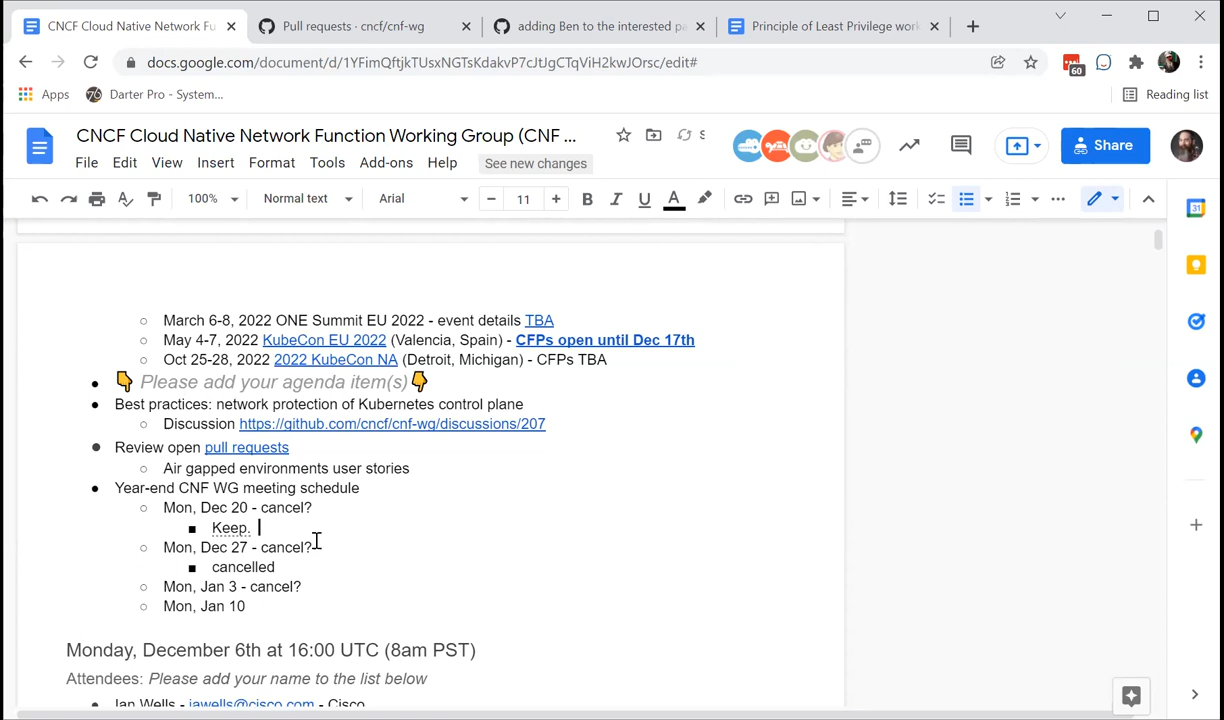 CNCF Cloud Native Network Fu
Pull requests · cncf/cnf-wg
adding Ben to the interested pa
Principle of Least Privilege work
docs.google.com/document/d/1YFimQftjkTUsxNGTsKdakvP7cJtJgCTqViH2kwJOrsc/edit#
60
Apps
Darter Pro - System...
Reading list
CNCF Cloud Native Network Function Working Group (CNF ...
S
Share
File Edit View Insert Format Tools Add-ons Help See new changes
100% Normal text Arial 11 B I U A
31
March 6-8, 2022 ONE Summit EU 2022 - event details TBA
May 4-7, 2022 KubeCon EU 2022 (Valencia, Spain) - CFPs open until Dec 17th
Oct 25-28, 2022 2022 KubeCon NA (Detroit, Michigan) - CFPs TBA
👇 Please add your agenda item(s)👇
Best practices: network protection of Kubernetes control plane
Discussion https://github.com/cncf/cnf-wg/discussions/207
Review open pull requests
Air gapped environments user stories
Year-end CNF WG meeting schedule
Mon, Dec 20 - cancel?
Keep.
Mon, Dec 27 - cancel?
cancelled
Mon, Jan 3 - cancel?
Mon, Jan 10
Monday, December 6th at 16:00 UTC (8am PST)
Attendees: Please add your name to the list below
Ian Wells - iawells@cisco.com - Cisco